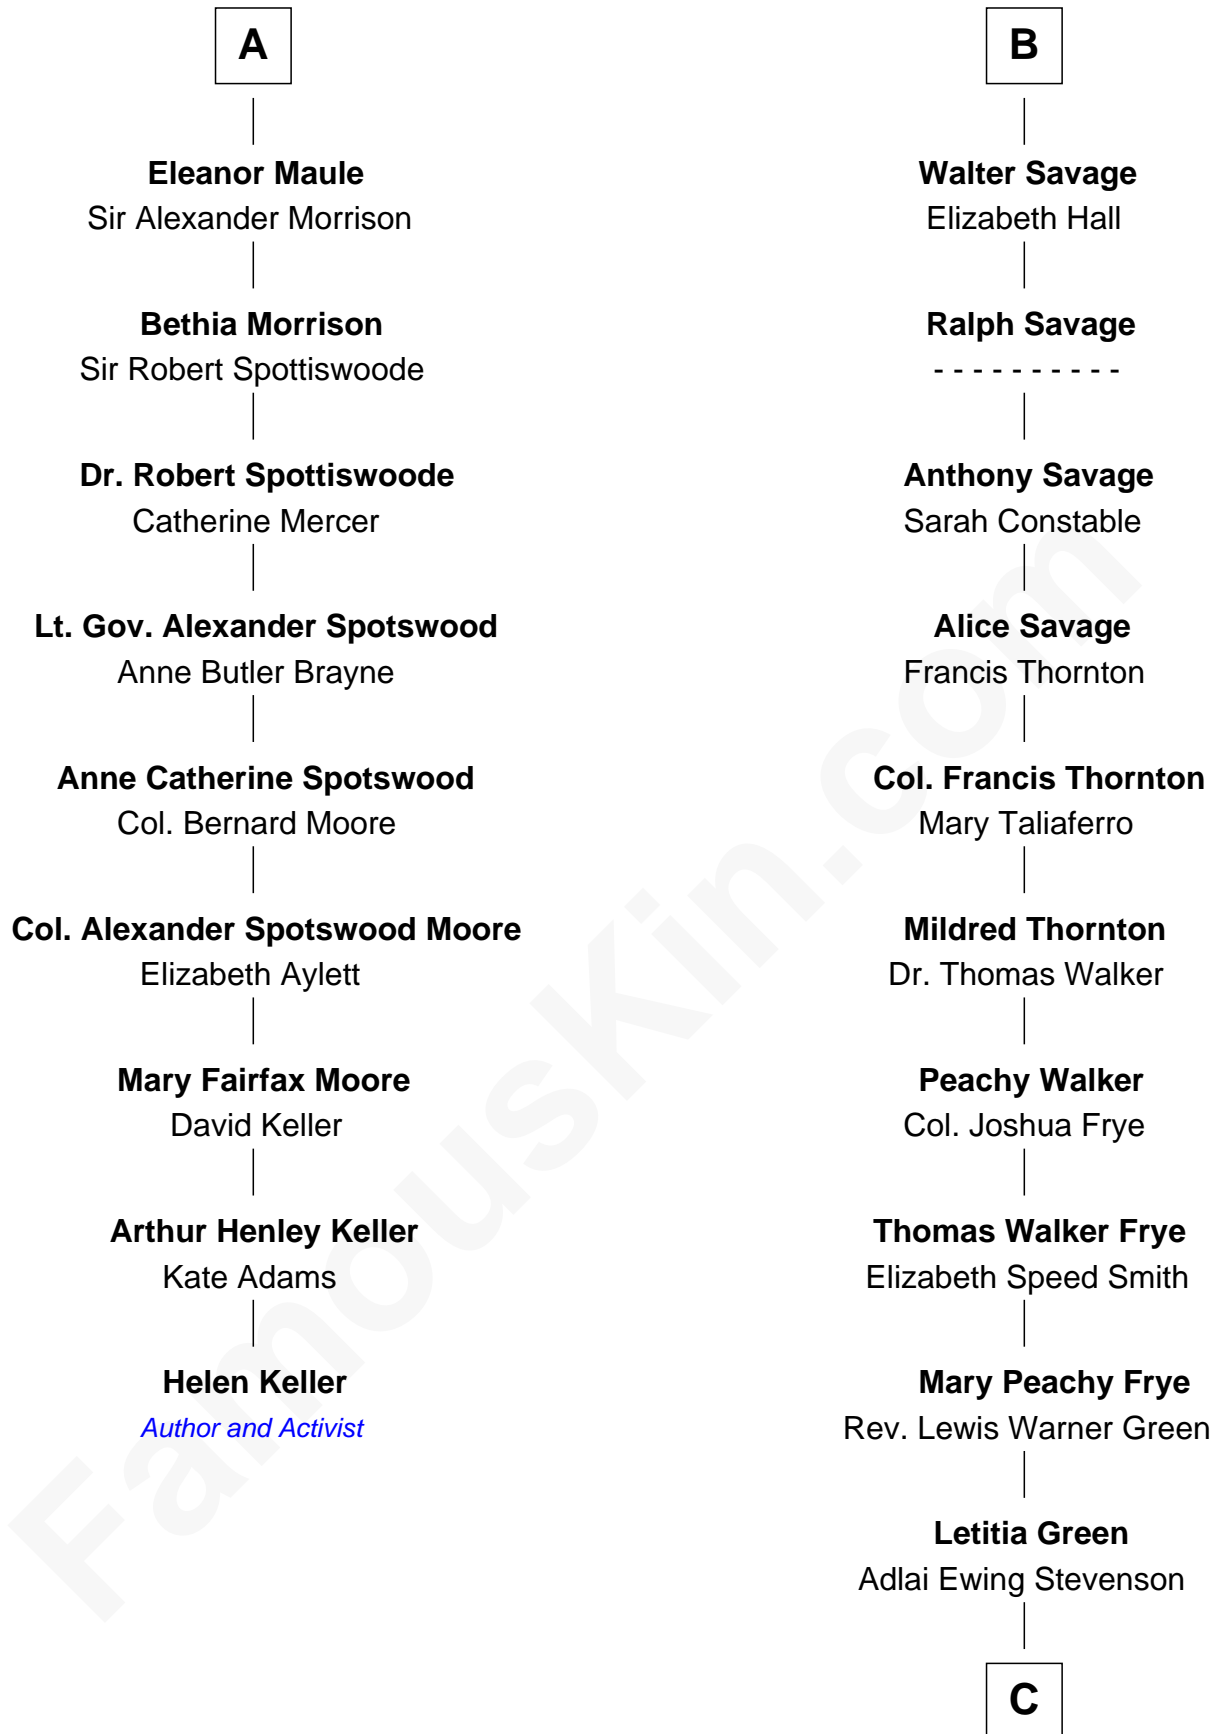 A
Eleanor Maule
Sir Alexander Morrison
Bethia Morrison
Sir Robert Spottiswoode
Dr. Robert Spottiswoode
Catherine Mercer
Lt. Gov. Alexander Spotswood
Anne Butler Brayne
Anne Catherine Spotswood
Col. Bernard Moore
Col. Alexander Spotswood Moore
Elizabeth Aylett
Mary Fairfax Moore
David Keller
Arthur Henley Keller
Kate Adams
Helen Keller
Author and Activist
B
Walter Savage
Elizabeth Hall
Ralph Savage
- - - - - - - - - -
Anthony Savage
Sarah Constable
Alice Savage
Francis Thornton
Col. Francis Thornton
Mary Taliaferro
Mildred Thornton
Dr. Thomas Walker
Peachy Walker
Col. Joshua Frye
Thomas Walker Frye
Elizabeth Speed Smith
Mary Peachy Frye
Rev. Lewis Warner Green
Letitia Green
Adlai Ewing Stevenson
C
FamousKin.com